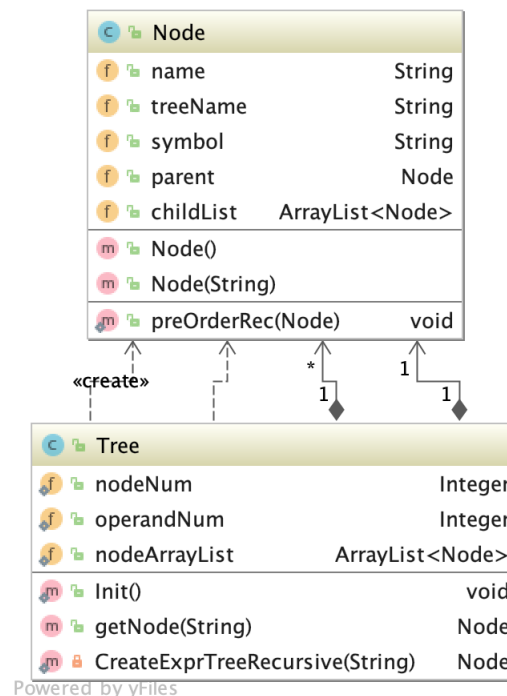 C Node
f name String
f treeName String
f symbol String
f parent Node
f childList ArrayList<Node>
m Node()
m Node(String)
m preOrderRec(Node) void
* 1
«create» 1 1
C Tree
f nodeNum Integer
f operandNum Integer
f nodeArrayList ArrayList<Node>
m Init() void
m getNode(String) Node
m CreateExprTreeRecursive(String) Node
Powered by yFiles